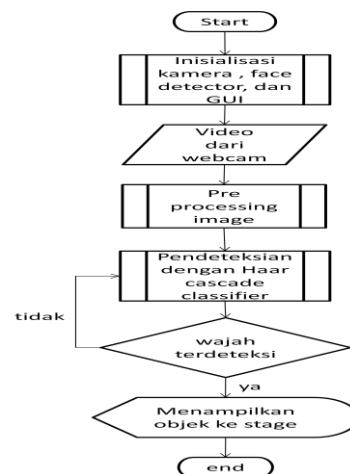 Start
Inisialisasi
kamera , face
detector, dan
GUI
Video
dari
webcam
Pre
processing
image
Pendeteksian
dengan Haar
cascade
classifier
tidak
wajah
terdeteksi
ya
Menampilkan
objek ke stage
end